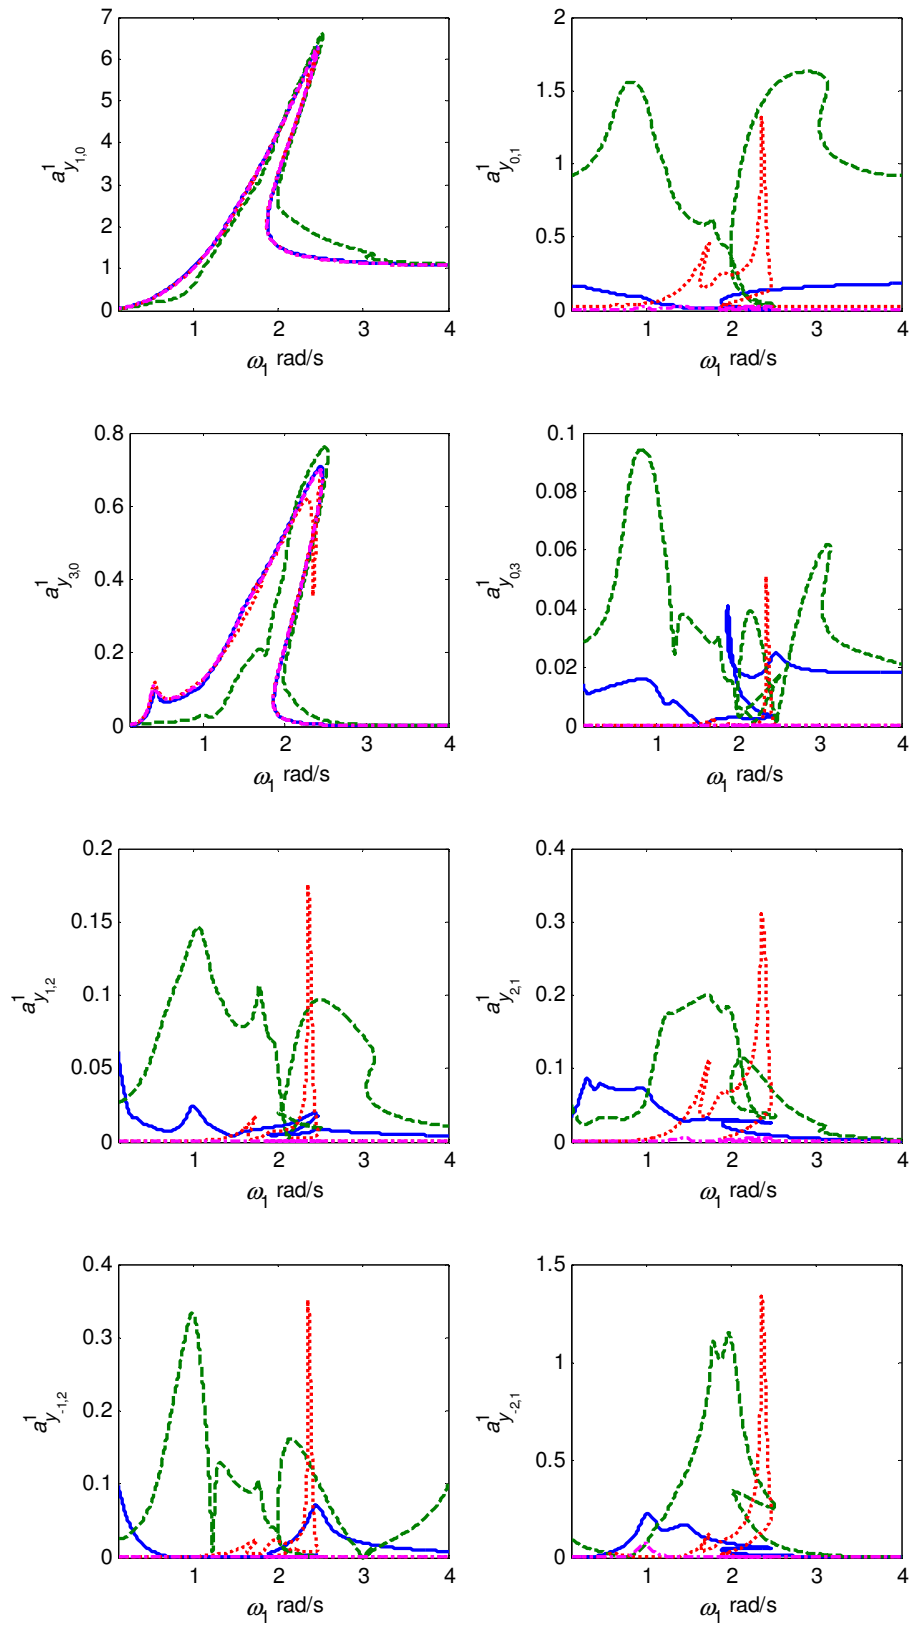 7
6
5
4
3
2
1
0
a¹y₁,₀
1 2 3 4
ω₁ rad/s
2
1.5
1
0.5
0
a¹y₀,₁
1 2 3 4
ω₁ rad/s
0.8
0.6
0.4
0.2
0
a¹y₃,₀
1 2 3 4
ω₁ rad/s
0.1
0.08
0.06
0.04
0.02
0
a¹y₀,₃
1 2 3 4
ω₁ rad/s
0.2
0.15
0.1
0.05
0
a¹y₁,₂
1 2 3 4
ω₁ rad/s
0.4
0.3
0.2
0.1
0
a¹y₂,₁
1 2 3 4
ω₁ rad/s
0.4
0.3
0.2
0.1
0
a¹y₋₁,₂
1 2 3 4
ω₁ rad/s
1.5
1
0.5
0
a¹y₋₂,₁
1 2 3 4
ω₁ rad/s